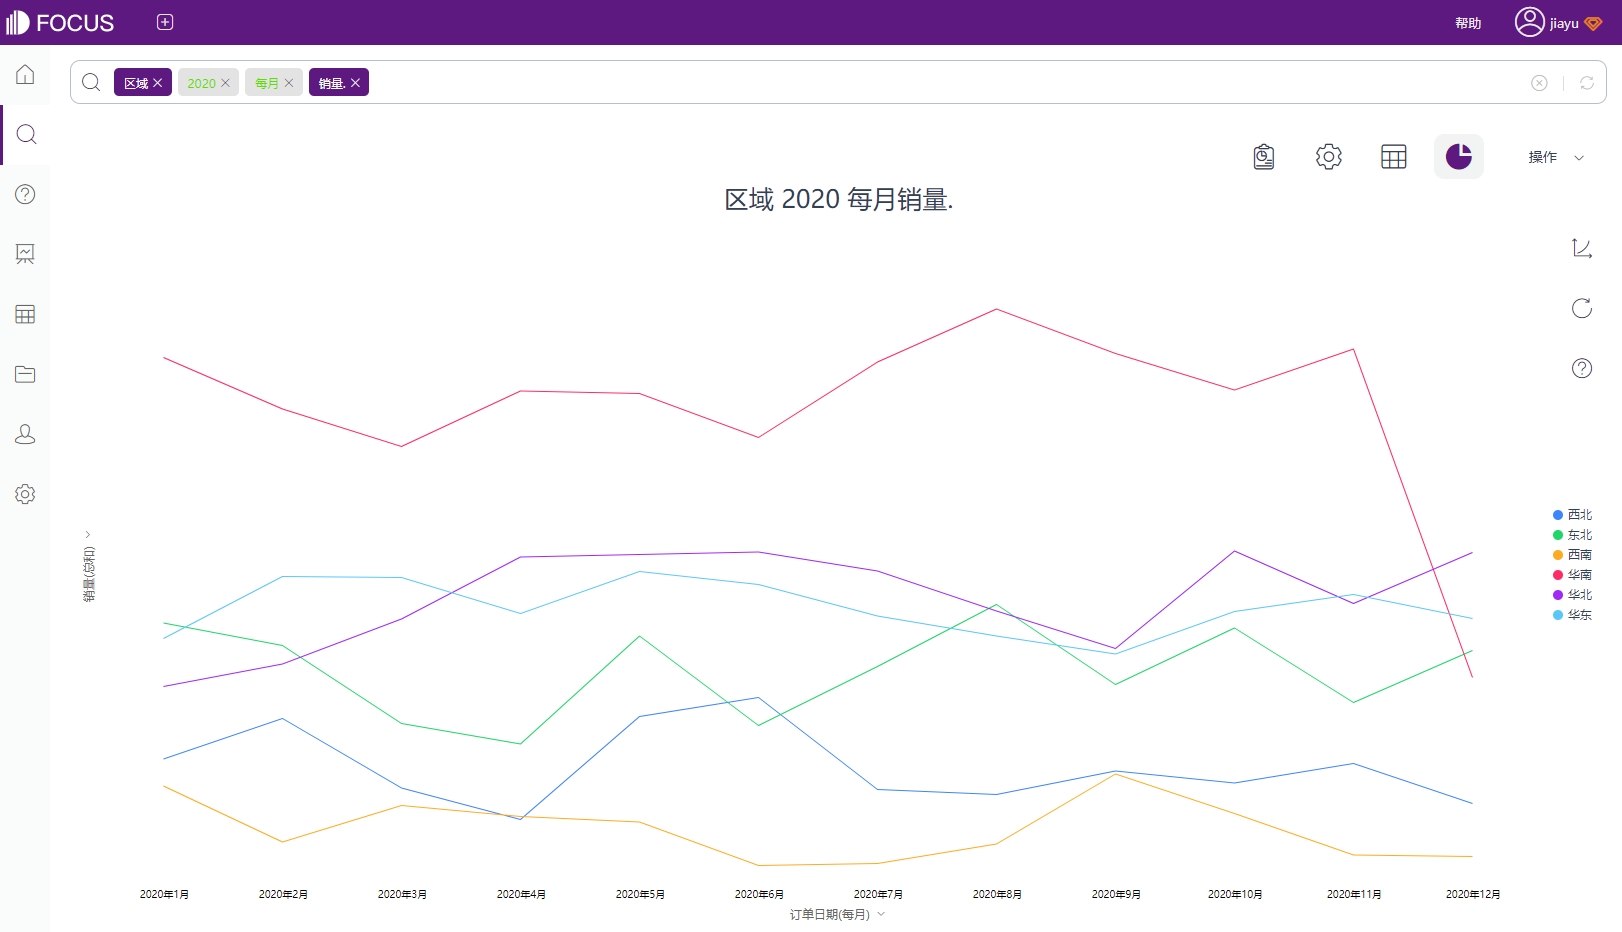 FOCUS
帮助
jiayu
区域
2020
每月
销量.
操作
区域 2020 每月销量.
销量(总和)
西北
东北
西南
华南
华北
华东
2020年1月
2020年2月
2020年3月
2020年4月
2020年5月
2020年6月
2020年7月
2020年8月
2020年9月
2020年10月
2020年11月
2020年12月
订单日期(每月)